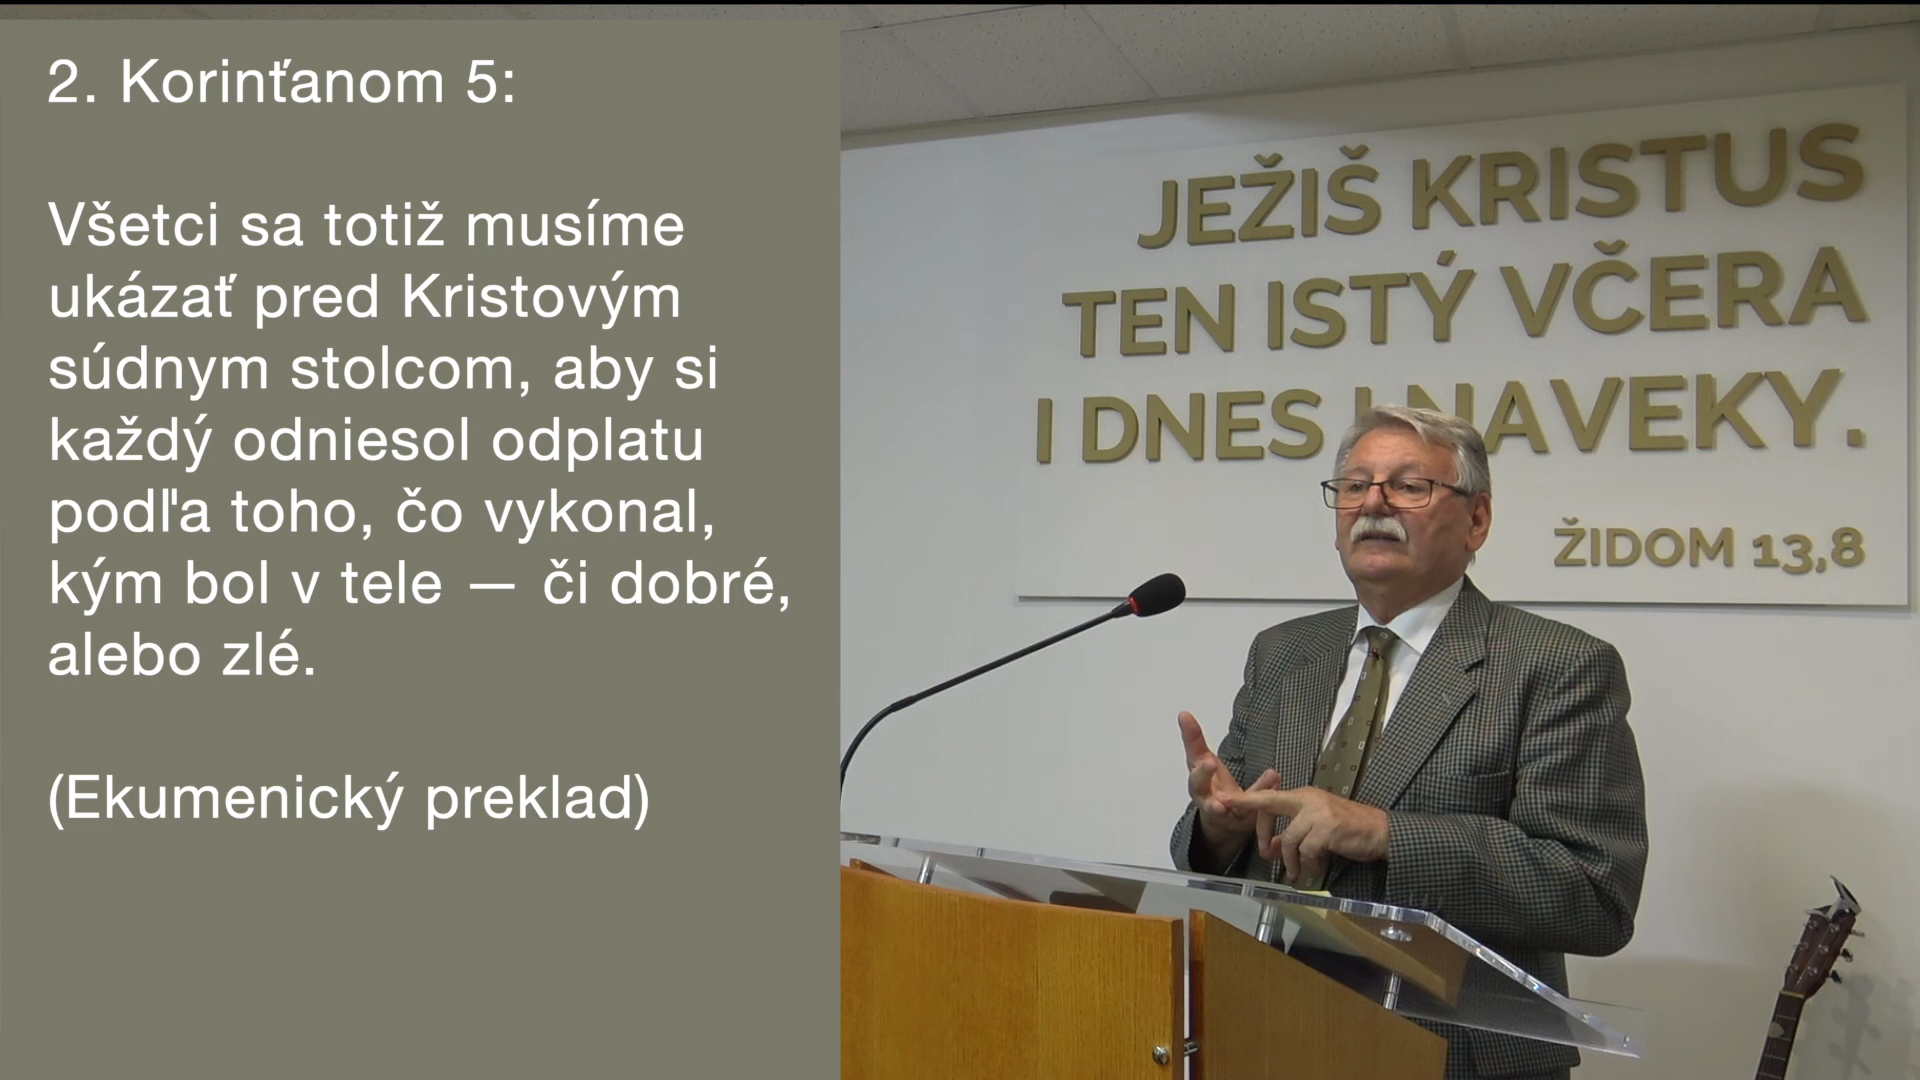 2. Korinťanom 5:
Všetci sa totiž musíme
ukázať pred Kristovým
súdnym stolcom, aby si
každý odniesol odplatu
podľa toho, čo vykonal,
kým bol v tele — či dobré,
alebo zlé.
(Ekumenický preklad)
JEŽIŠ KRISTUS
TEN ISTÝ VČERA
I DNES I NAVEKY.
ŽIDOM 13,8